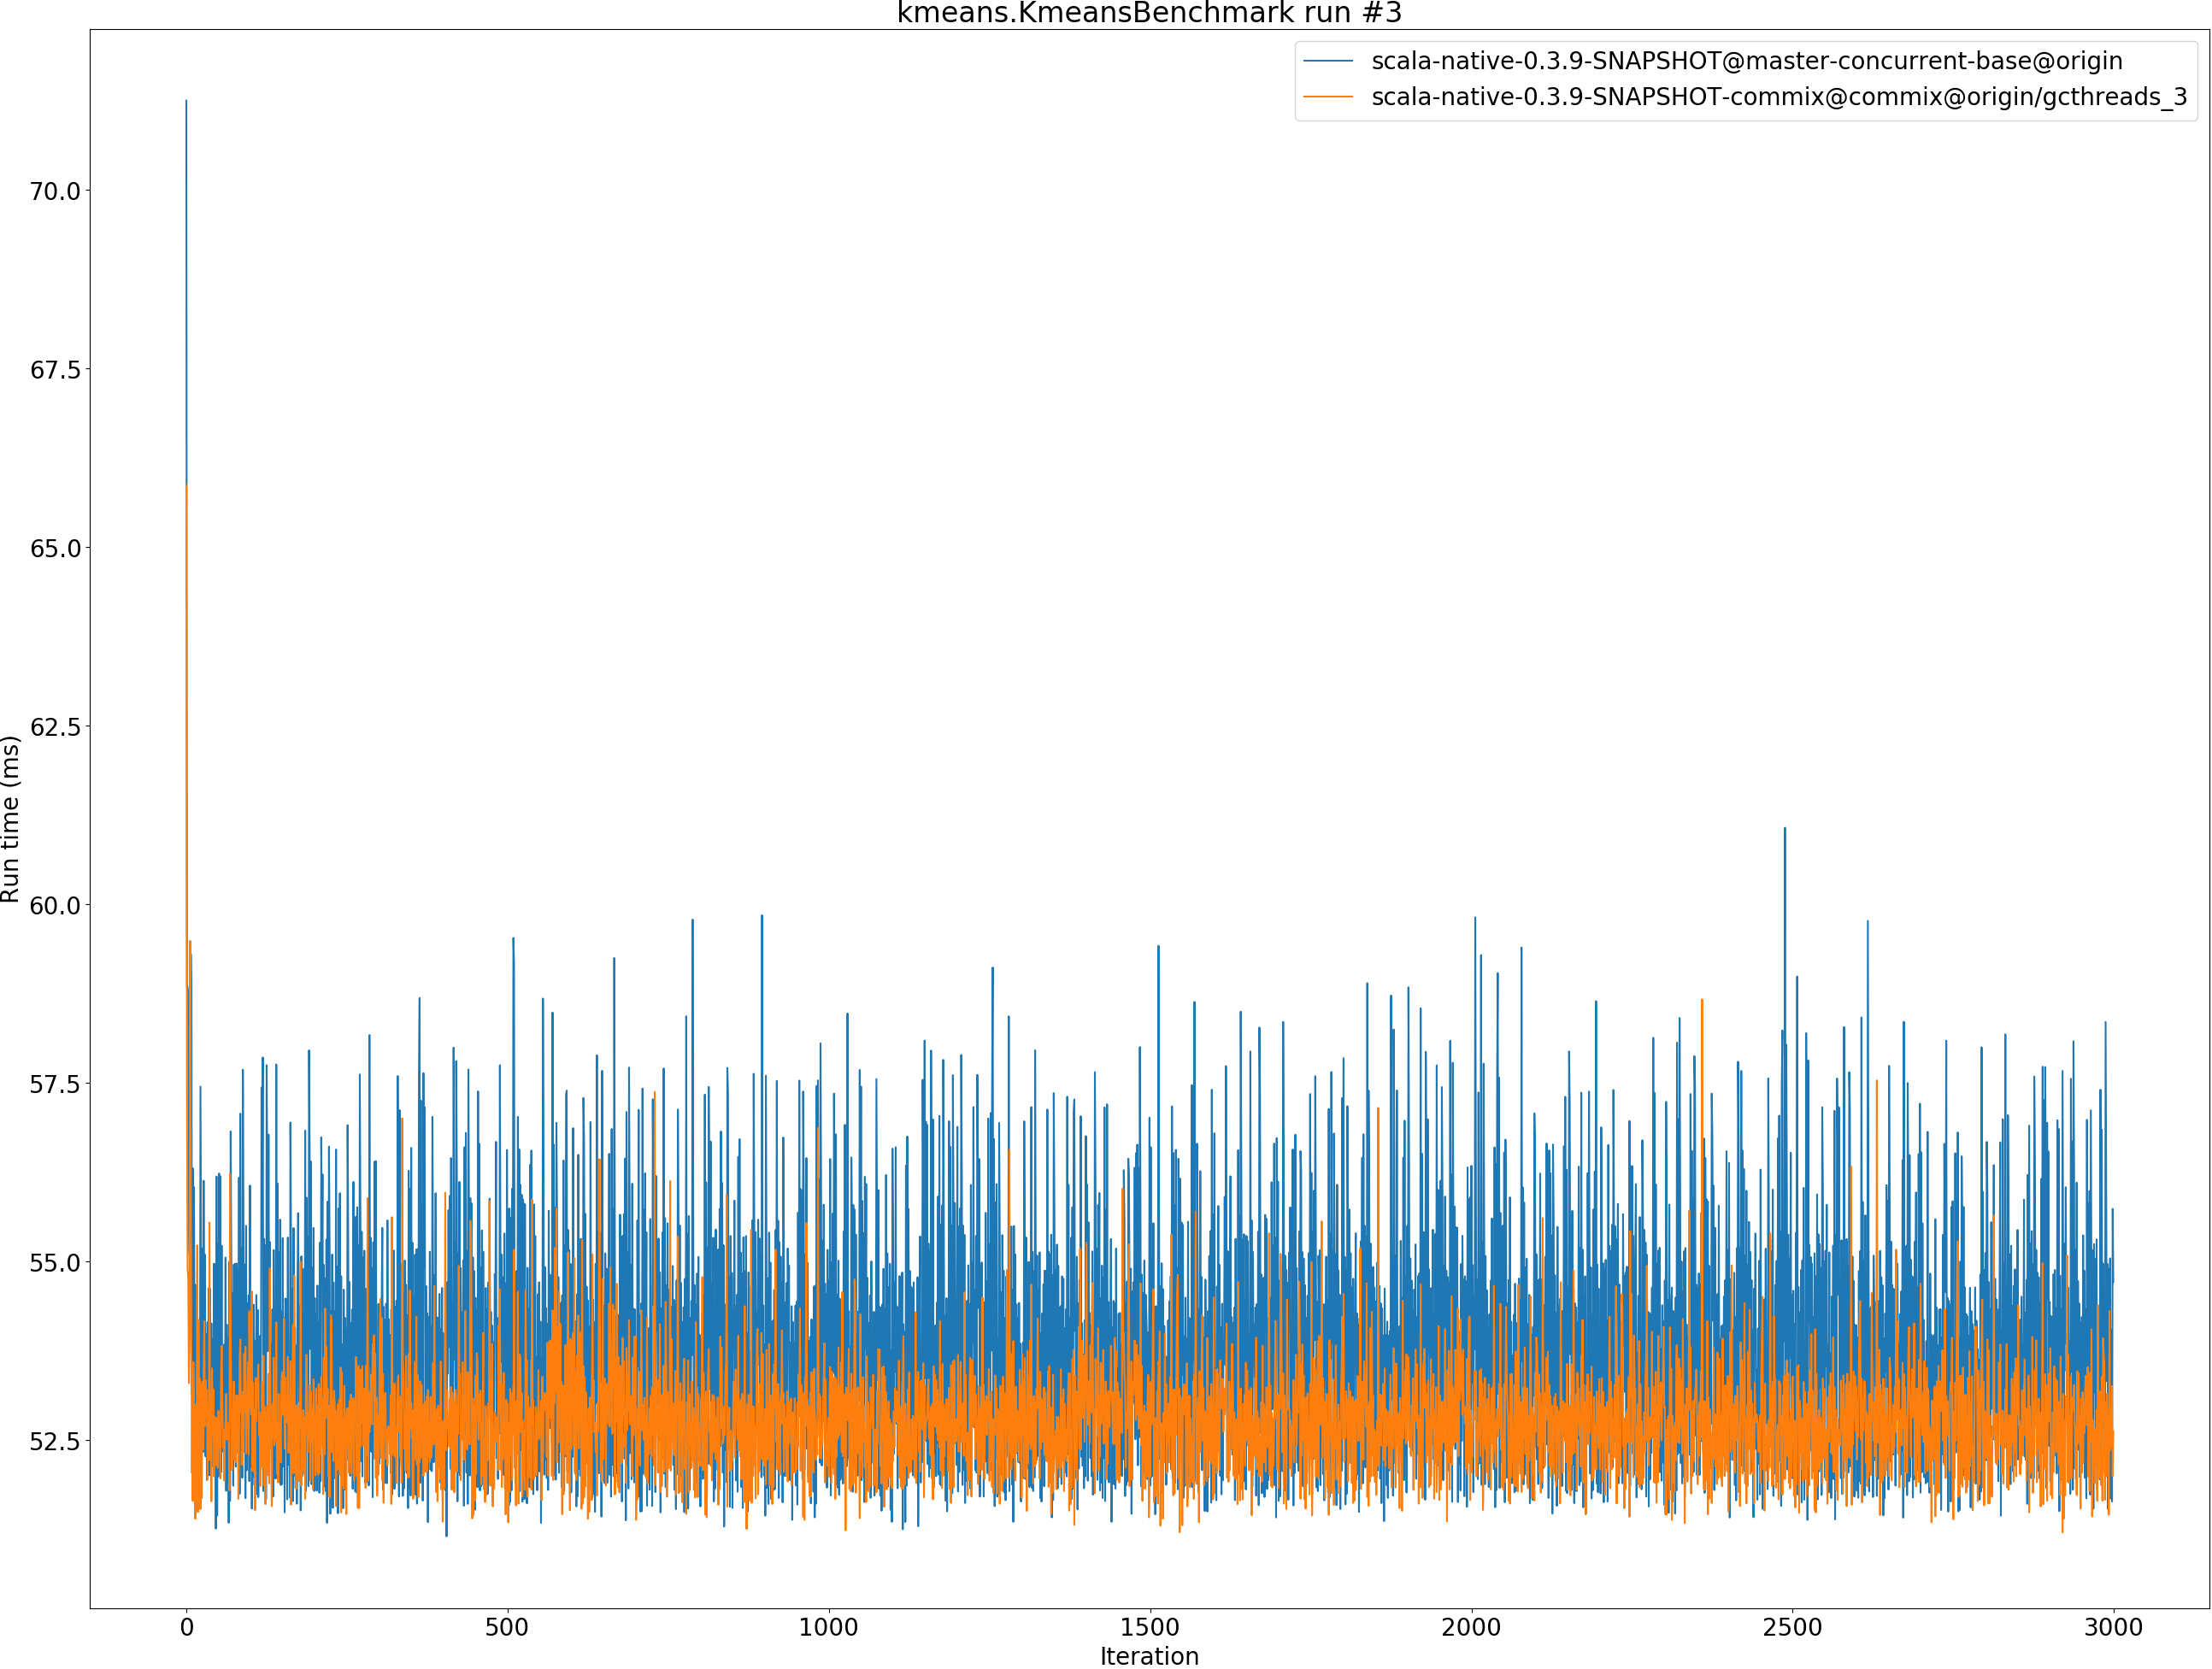 kmeans.KmeansBenchmark run #3
scala-native-0.3.9-SNAPSHOT@master-concurrent-base@origin
scala-native-0.3.9-SNAPSHOT-commix@commix@origin/gcthreads_3
70.0
67.5
65.0
62.5
60.0
57.5
55.0
52.5
Run time (ms)
0 500 1000 1500 2000 2500 3000
Iteration